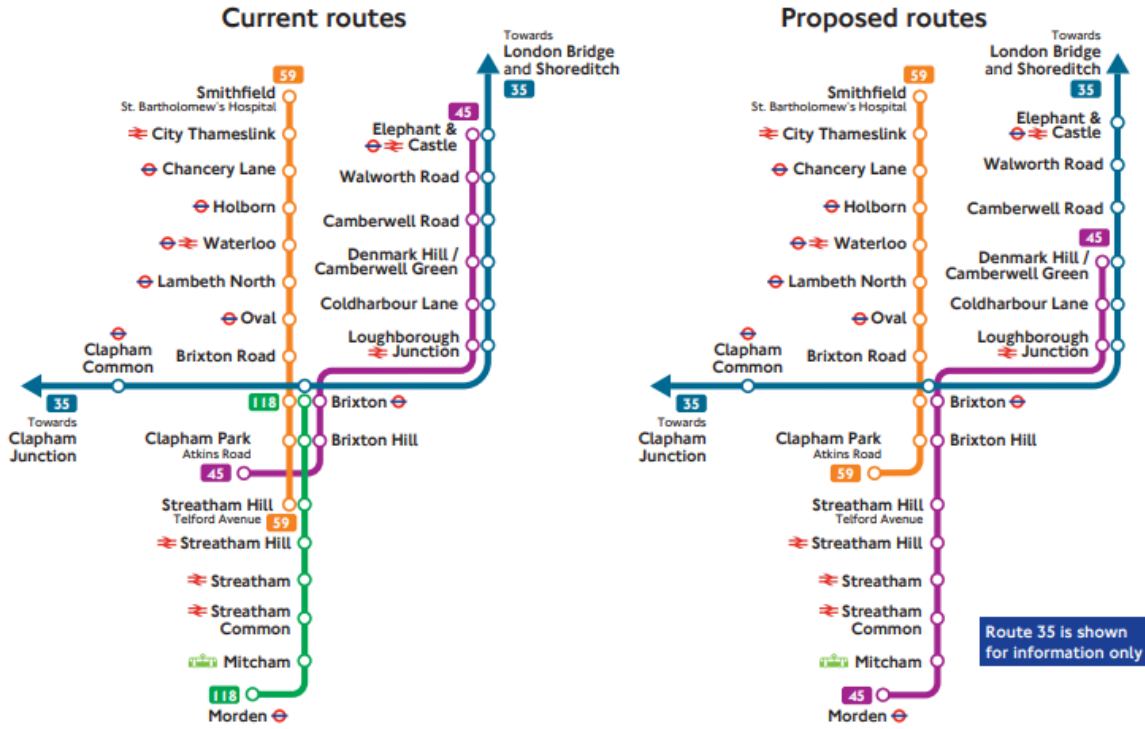 Current routes
Towards
London Bridge
and Shoreditch
35
59
Smithfield
St. Bartholomew's Hospital
City Thameslink
Chancery Lane
Holborn
Waterloo
Lambeth North
Oval
Brixton Road
45
Elephant &
Castle
Walworth Road
Camberwell Road
Denmark Hill /
Camberwell Green
Coldharbour Lane
Loughborough
Junction
Clapham
Common
35
Towards
Clapham
Junction
118
Brixton
Clapham Park
Atkins Road
Brixton Hill
45
Streatham Hill
Telford Avenue
59
Streatham Hill
Streatham
Streatham
Common
Mitcham
118
Morden
Proposed routes
Towards
London Bridge
and Shoreditch
35
59
Smithfield
St. Bartholomew's Hospital
City Thameslink
Chancery Lane
Holborn
Waterloo
Lambeth North
Oval
Brixton Road
Elephant &
Castle
Walworth Road
Camberwell Road
45
Denmark Hill /
Camberwell Green
Coldharbour Lane
Loughborough
Junction
Clapham
Common
35
Towards
Clapham
Junction
Brixton
Clapham Park
Atkins Road
Brixton Hill
59
Streatham Hill
Telford Avenue
Streatham Hill
Streatham
Streatham
Common
Mitcham
45
Morden
Route 35 is shown
for information only